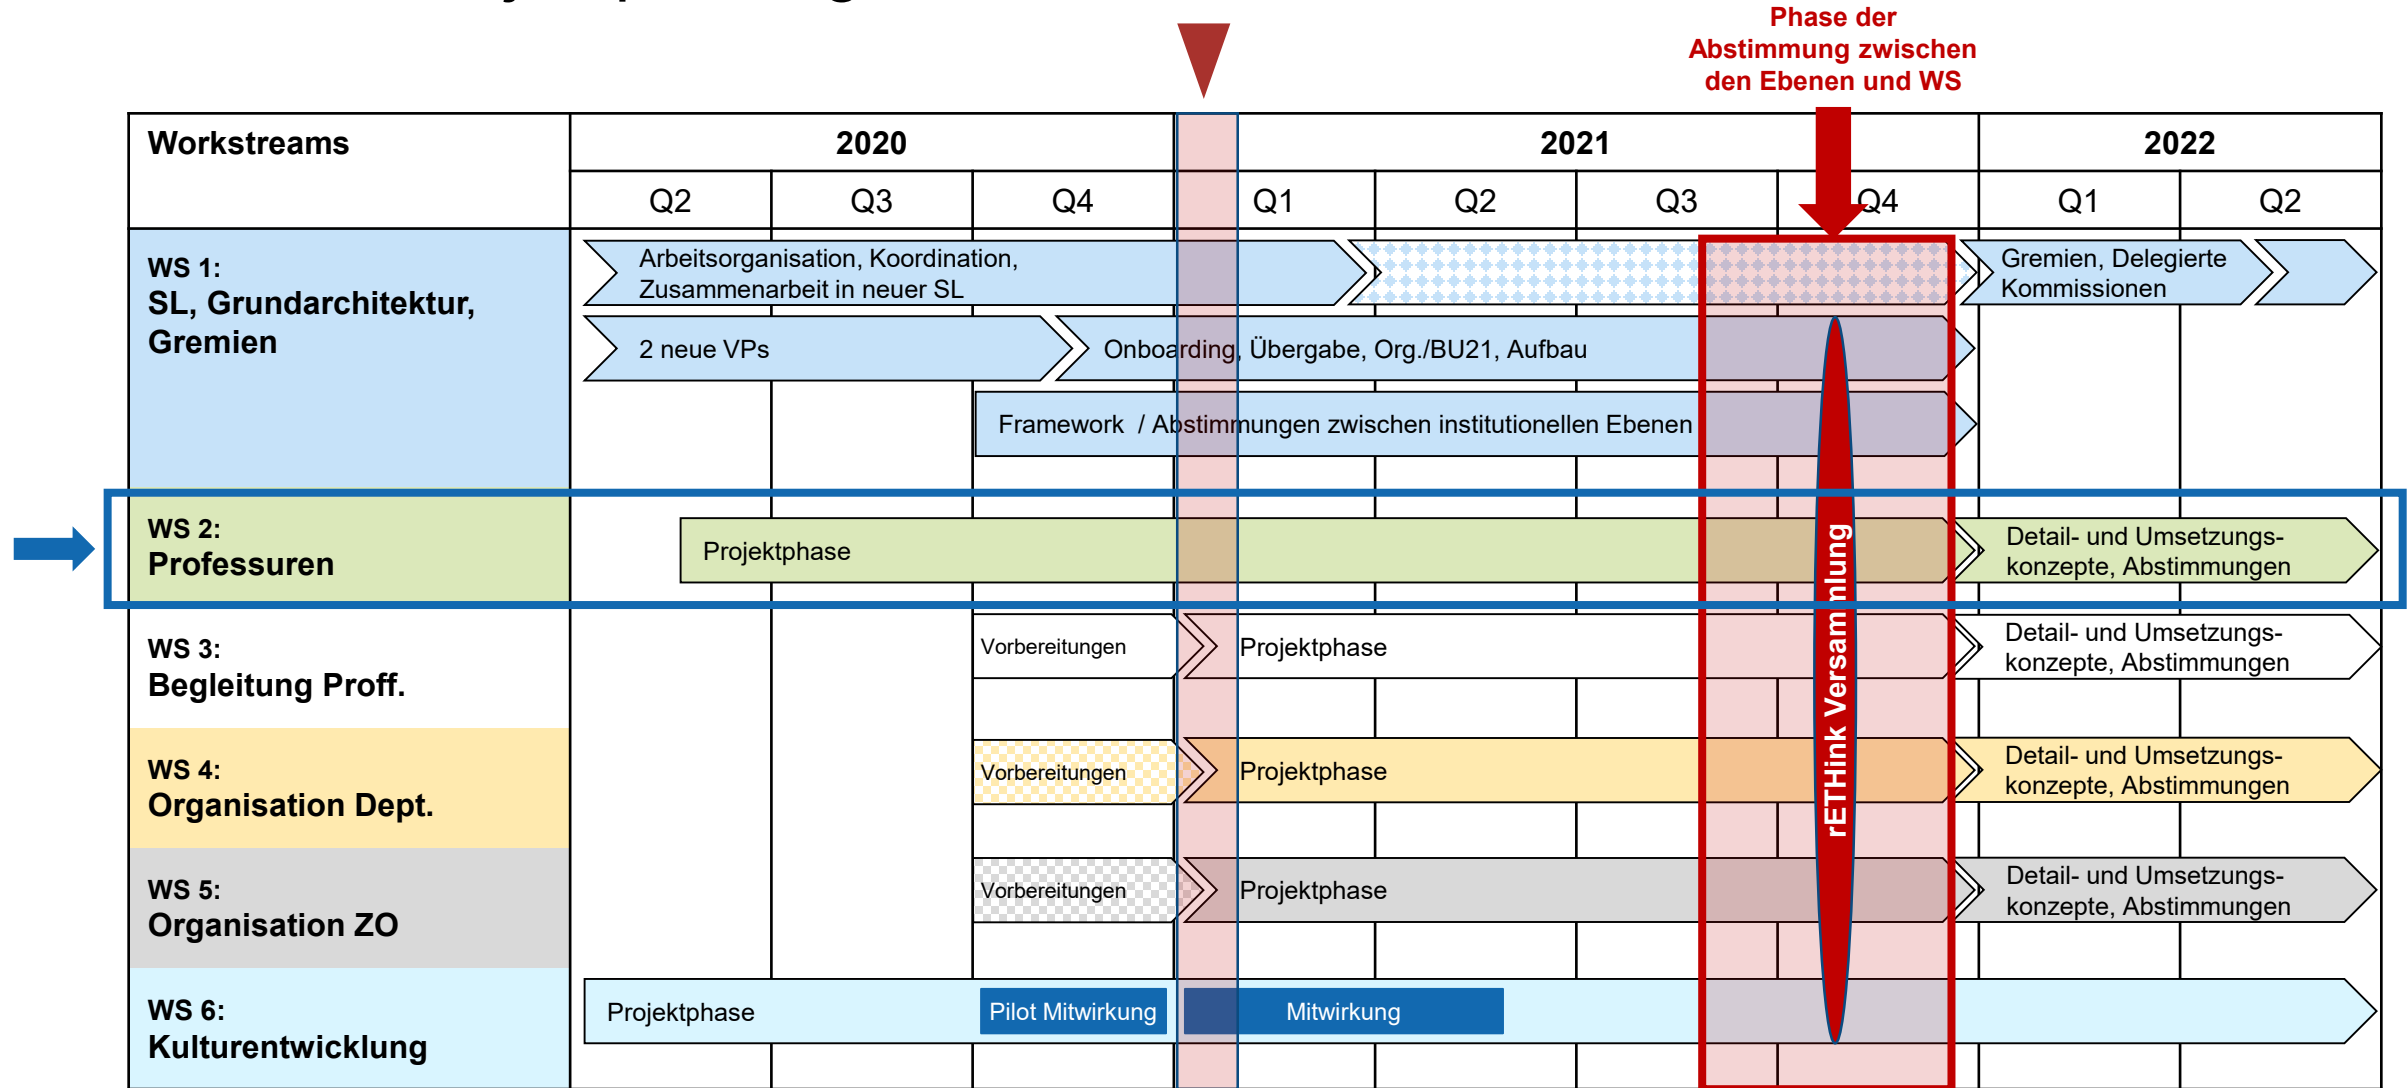 Phase der
Abstimmung zwischen
den Ebenen und WS
Workstreams
2020
2021
2022
Q2
Q3
Q4
Q1
Q2
Q3
Q4
Q1
Q2
WS 1:
SL, Grundarchitektur,
Gremien
Arbeitsorganisation, Koordination,
Zusammenarbeit in neuer SL
Gremien, Delegierte
Kommissionen
2 neue VPs
Onboarding, Übergabe, Org./BU21, Aufbau
Framework / Abstimmungen zwischen institutionellen Ebenen
rETHink Versammlung
WS 2:
Professuren
Projektphase
Detail- und Umsetzungs-
konzepte, Abstimmungen
WS 3:
Begleitung Proff.
Vorbereitungen
Projektphase
Detail- und Umsetzungs-
konzepte, Abstimmungen
WS 4:
Organisation Dept.
Vorbereitungen
Projektphase
Detail- und Umsetzungs-
konzepte, Abstimmungen
WS 5:
Organisation ZO
Vorbereitungen
Projektphase
Detail- und Umsetzungs-
konzepte, Abstimmungen
WS 6:
Kulturentwicklung
Projektphase
Pilot Mitwirkung
Mitwirkung